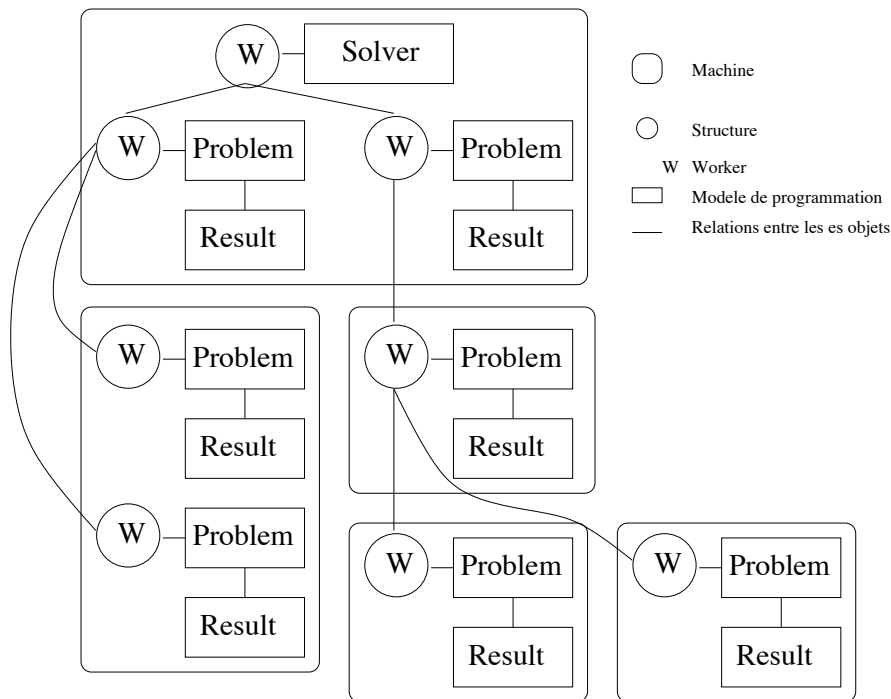 W Solver
W Problem W Problem
Result Result
W Problem W Problem
Result Result
W Problem
Result
W Problem W Problem
Result Result
Machine
Structure
W Worker
Modele de programmation
Relations entre les es objets